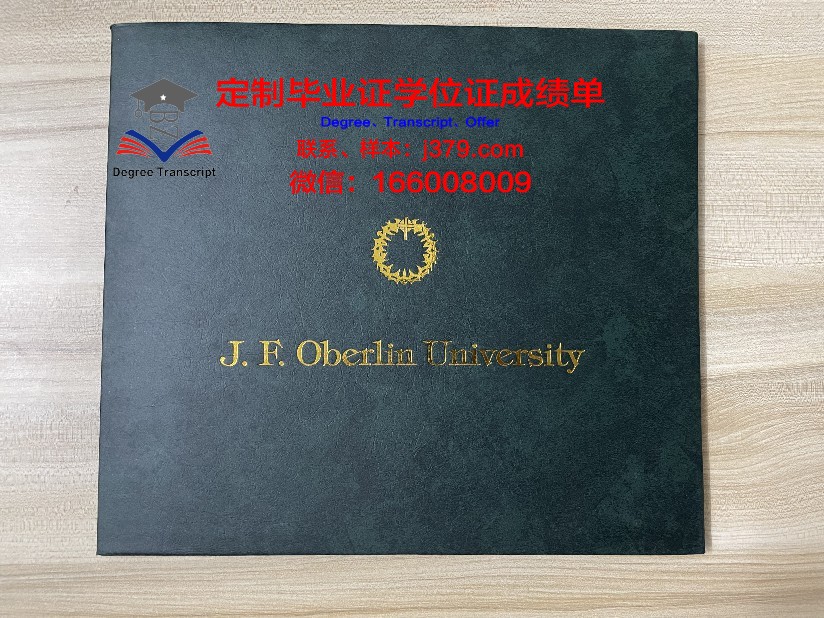 定制毕业证学位证成绩单
Degree、Transcript、Offer
联系、样本：j379.com
微信：166008009
BV
Degree Transcript
J. F. Oberlin University